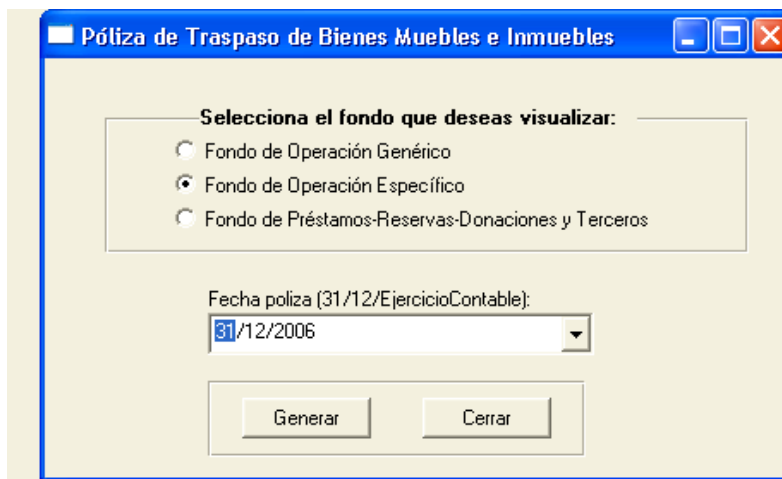 Póliza de Traspaso de Bienes Muebles e Inmuebles
Selecciona el fondo que deseas visualizar:
Fondo de Operación Genérico
Fondo de Operación Específico
Fondo de Préstamos-Reservas-Donaciones y Terceros
Fecha poliza (31/12/EjercicioContable):
31/12/2006
Generar Cerrar